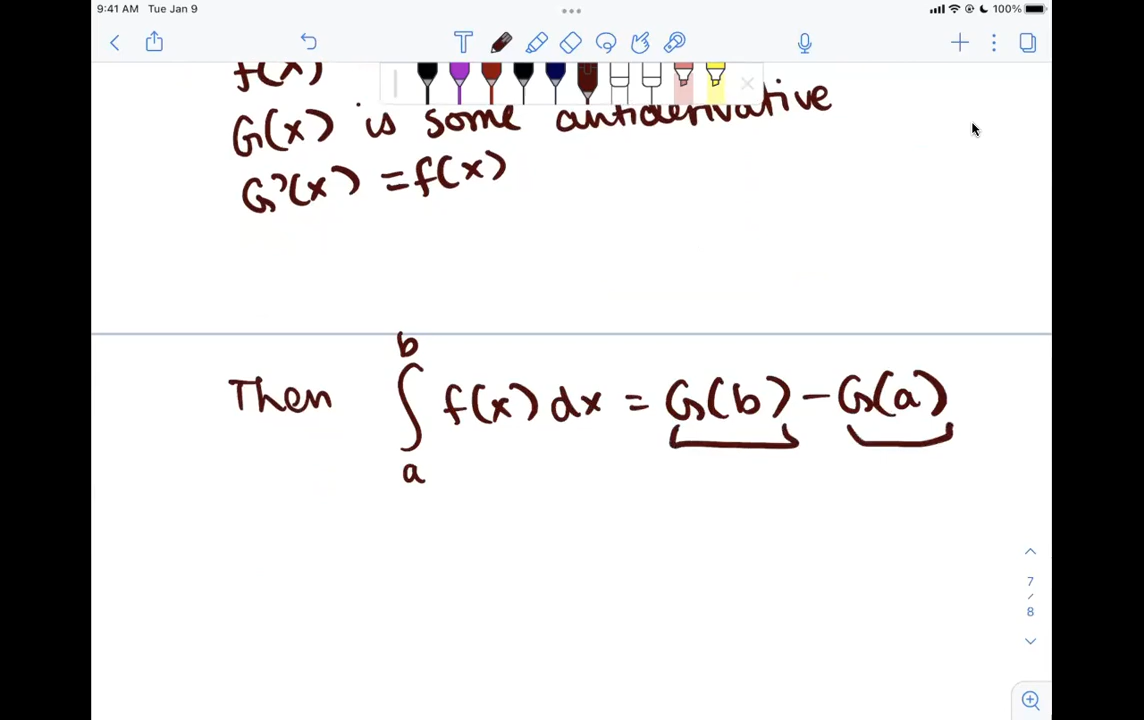 9:41 AM Tue Jan 9
100%
f(x)
G(x) is some antiderivative
G'(x) = f(x)
Then ∫_a^b f(x) dx = G(b) - G(a)
7
/
8